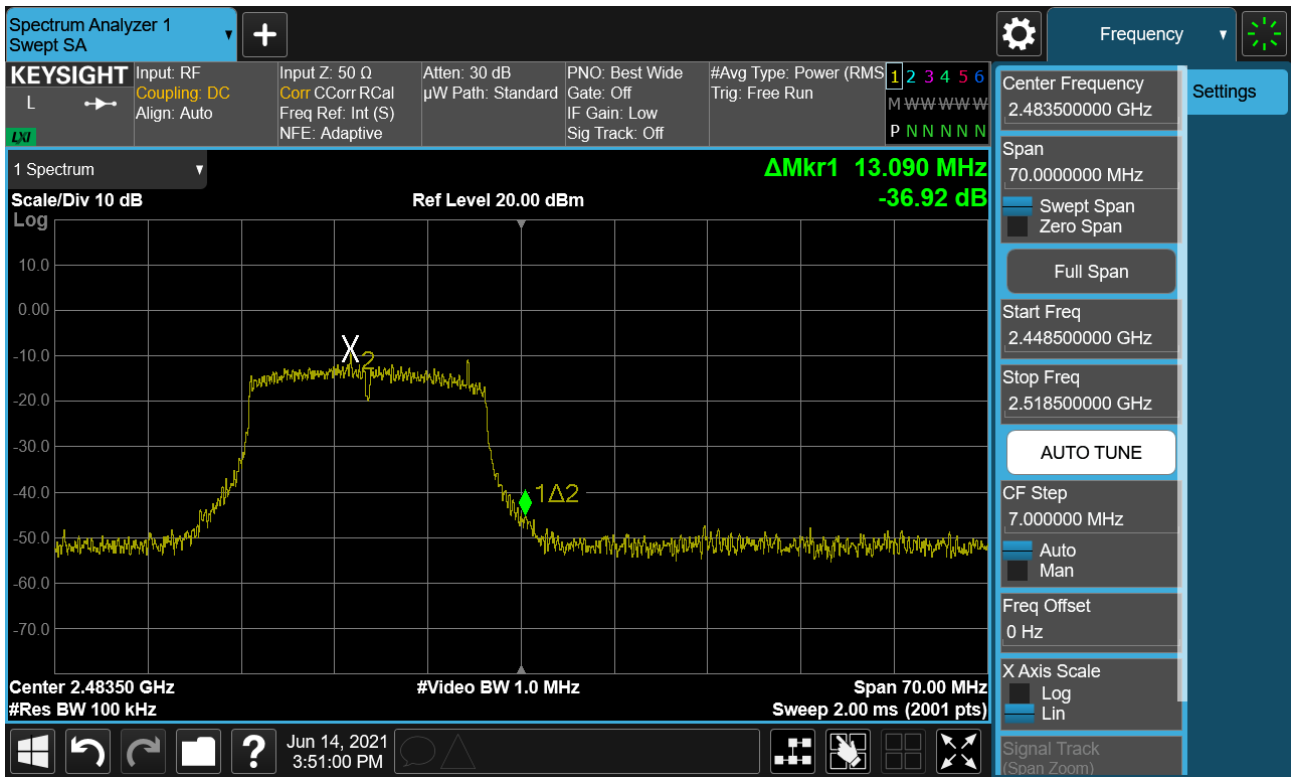 Spectrum Analyzer 1
Swept SA
Frequency
KEYSIGHT
L
LXI
Input: RF
Coupling: DC
Align: Auto
Input Z: 50 Ω
Corr CCorr RCal
Freq Ref: Int (S)
NFE: Adaptive
Atten: 30 dB
µW Path: Standard
PNO: Best Wide
Gate: Off
IF Gain: Low
Sig Track: Off
#Avg Type: Power (RMS
Trig: Free Run
1 2 3 4 5 6
M W W W W W
P N N N N N
1 Spectrum
ΔMkr1 13.090 MHz
-36.92 dB
Scale/Div 10 dB
Ref Level 20.00 dBm
Log
10.0
0.00
-10.0
-20.0
-30.0
-40.0
-50.0
-60.0
-70.0
X
2
1Δ2
Center 2.48350 GHz
#Video BW 1.0 MHz
Span 70.00 MHz
#Res BW 100 kHz
Sweep 2.00 ms (2001 pts)
Jun 14, 2021
3:51:00 PM
Center Frequency
2.483500000 GHz
Settings
Span
70.0000000 MHz
Swept Span
Zero Span
Full Span
Start Freq
2.448500000 GHz
Stop Freq
2.518500000 GHz
AUTO TUNE
CF Step
7.000000 MHz
Auto
Man
Freq Offset
0 Hz
X Axis Scale
Log
Lin
Signal Track
(Span Zoom)